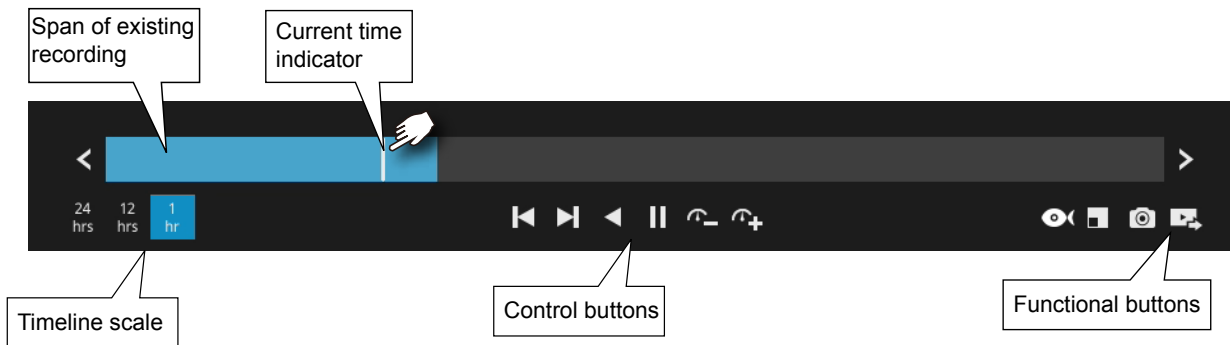 Span of existing
recording
Current time
indicator
24
hrs
12
hrs
1
hr
Timeline scale
Control buttons
Functional buttons